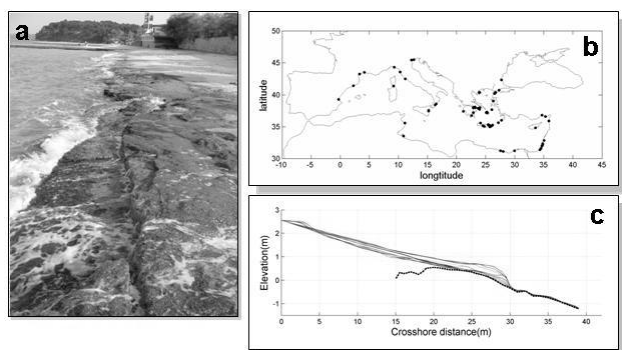 a
b
50
45
40
35
30
latitude
-10 -5 0 5 10 15 20 25 30 35 40 45
longtitude
c
3
2
1
0
-1
Elevation(m)
0 5 10 15 20 25 30 35 40
Crosshore distance(m)